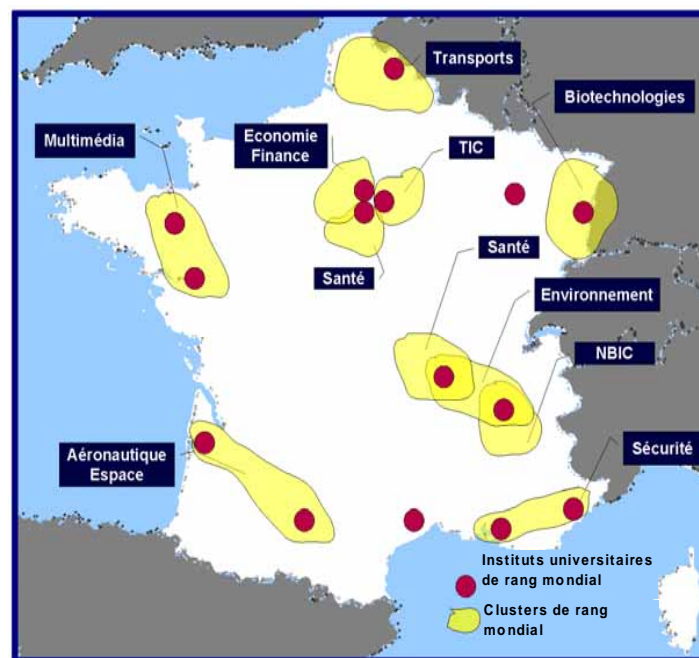 Transports
Biotechnologies
Multimédia
Economie
Finance
TIC
Santé
Santé
Environnement
NBIC
Aéronautique
Espace
Sécurité
Instituts universitaires
de rang mondial
Clusters de rang
mondial